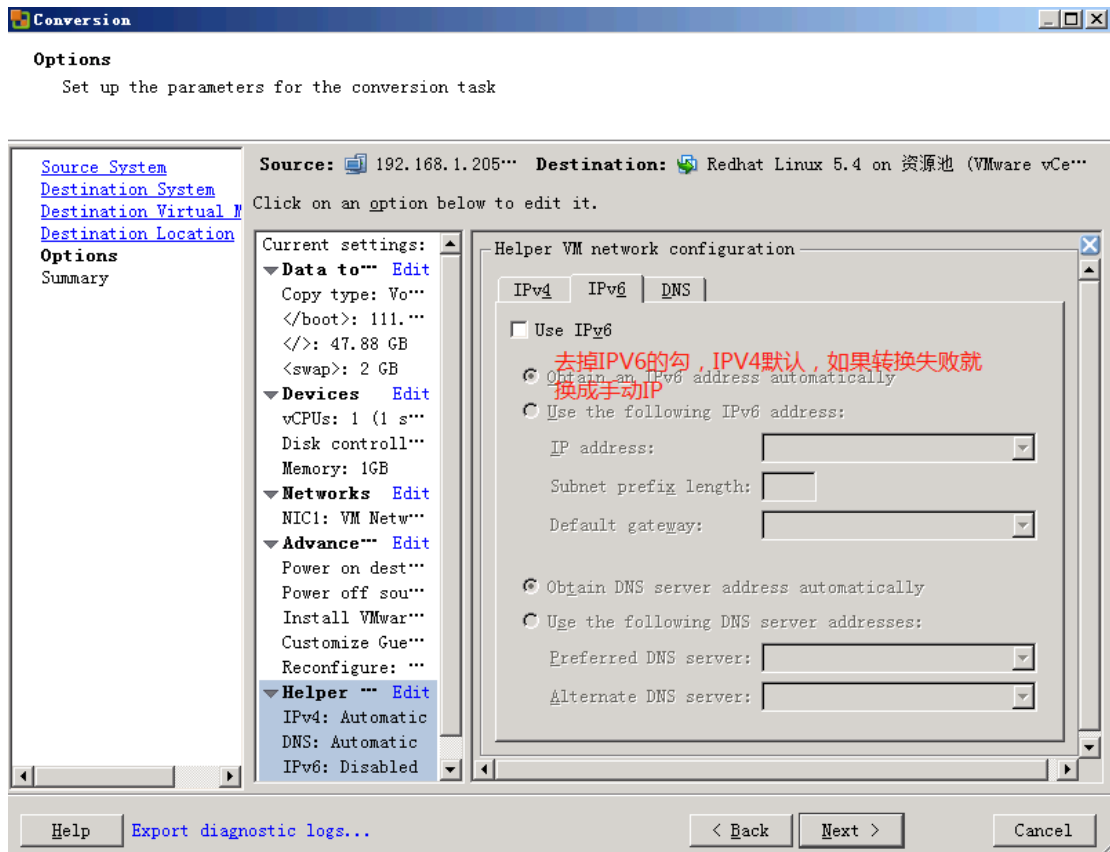 Conversion
Options
Set up the parameters for the conversion task
Source System
Destination System
Destination Virtual M
Destination Location
Options
Summary
Source: 192.168.1.205… Destination: Redhat Linux 5.4 on 资源池 (VMware vCe…
Click on an option below to edit it.
Current settings:
Data to… Edit
Copy type: Vo…
</boot>: 111.…
</>: 47.88 GB
<swap>: 2 GB
Devices Edit
vCPUs: 1 (1 s…
Disk controll…
Memory: 1GB
Networks Edit
NIC1: VM Netw…
Advance… Edit
Power on dest…
Power off sou…
Install VMwar…
Customize Gue…
Reconfigure: …
Helper … Edit
IPv4: Automatic
DNS: Automatic
IPv6: Disabled
Helper VM network configuration
IPv4 IPv6 DNS
Use IPv6
去掉IPV6的勾，IPV4默认，如果转换失败就
换成手动IP
Obtain an IPv6 address automatically
Use the following IPv6 address:
IP address:
Subnet prefix length:
Default gateway:
Obtain DNS server address automatically
Use the following DNS server addresses:
Preferred DNS server:
Alternate DNS server:
Help Export diagnostic logs... < Back Next > Cancel